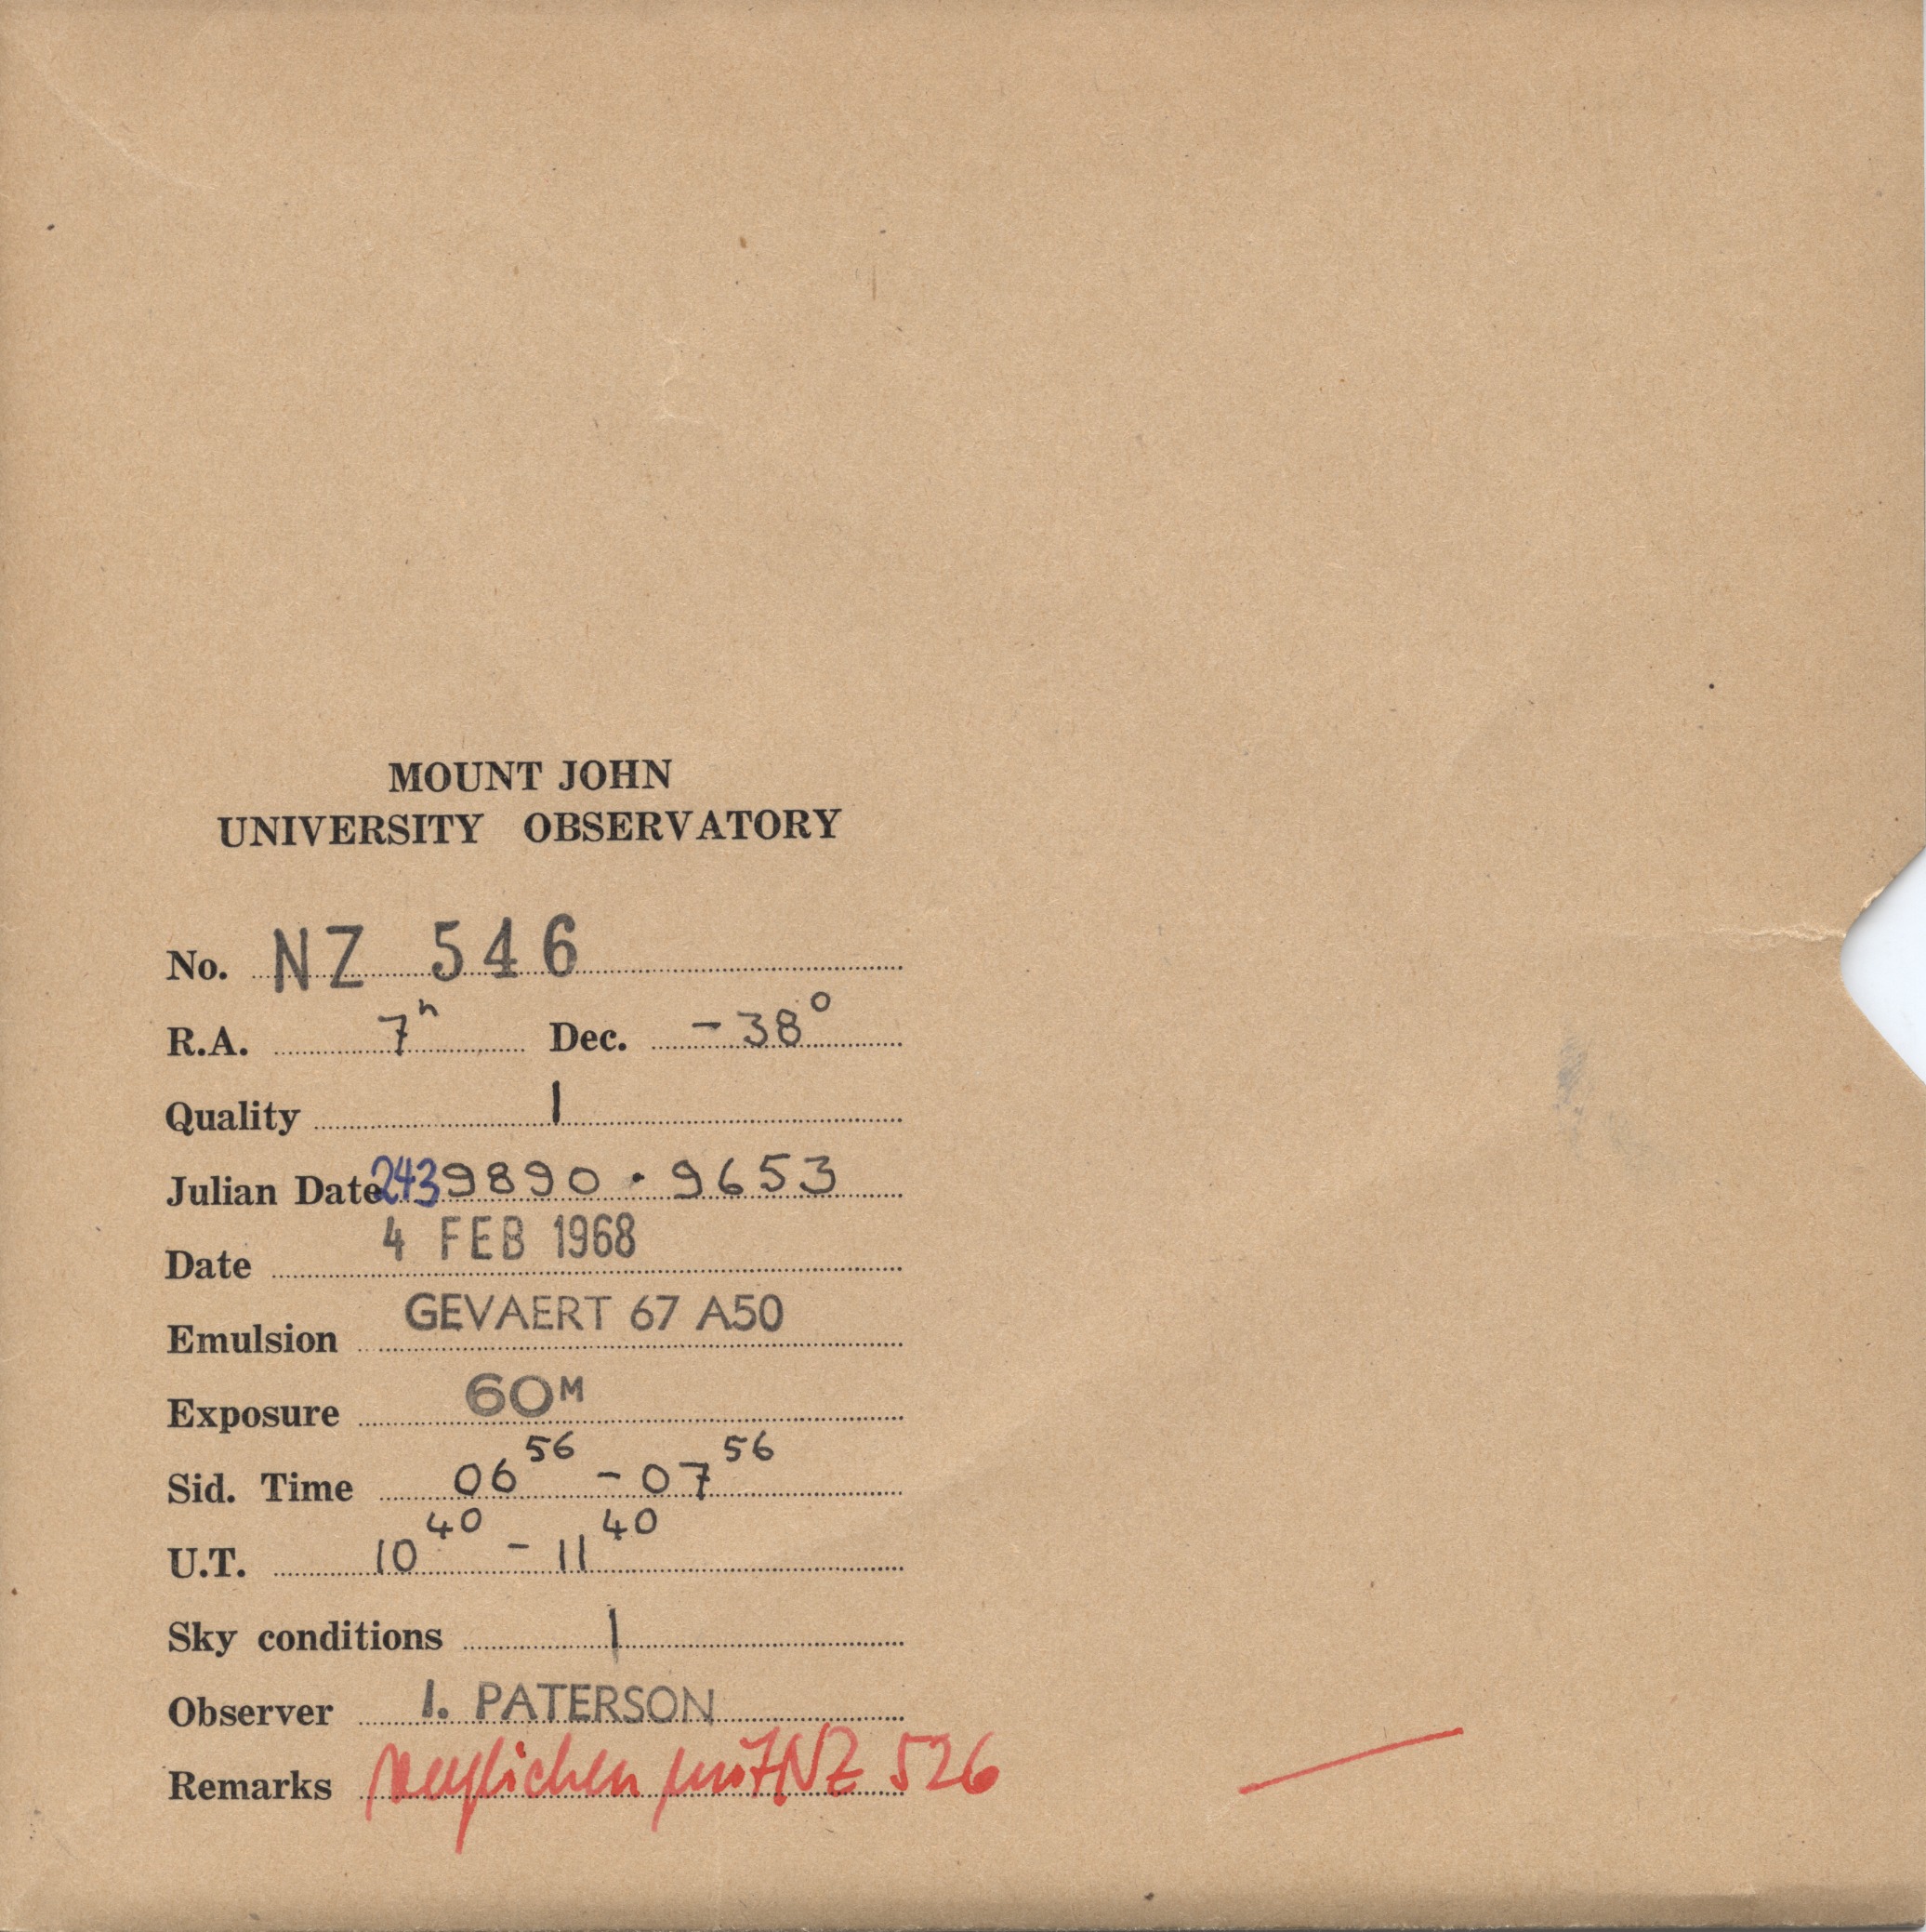 MOUNT JOHN
UNIVERSITY OBSERVATORY
No. NZ 546
R.A. 7h Dec. -38°
Quality 1
Julian Date 2439890.9653
Date 4 FEB 1968
Emulsion GEVAERT 67 A50
Exposure 60M
Sid. Time 06 56 - 07 56
U.T. 10 40 - 11 40
Sky conditions 1
Observer I. PATERSON
Remarks verglichen mit NZ 526